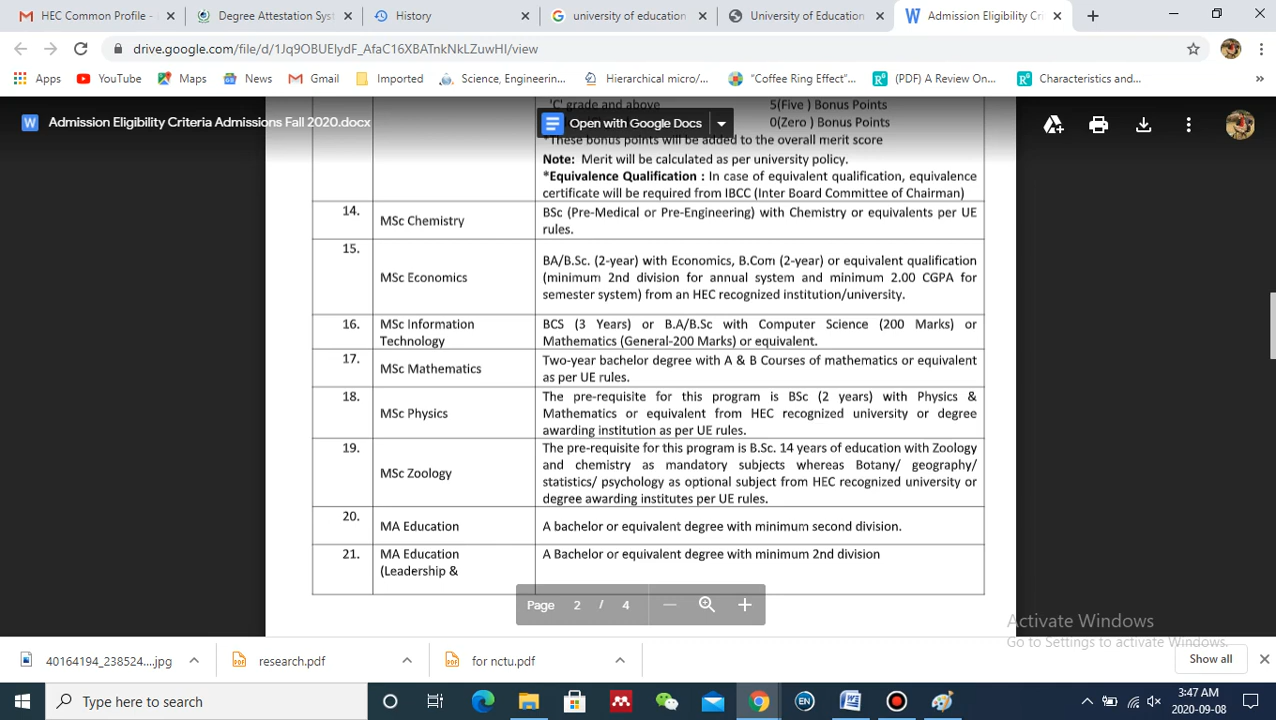 HEC Common Profile -
Degree Attestation Sys
History
university of education
University of Education
Admission Eligibility Cri
drive.google.com/file/d/1Jq9OBUEIydF_AfaC16XBATnkNkLZuwHI/view
Apps
YouTube
Maps
News
Gmail
Imported
Science, Engineerin...
Hierarchical micro/...
"Coffee Ring Effect"...
(PDF) A Review On...
Characteristics and...
»
'C' grade and above 5(Five ) Bonus Points
W Admission Eligibility Criteria Admissions Fall 2020.docx
Open with Google Docs
0(Zero ) Bonus Points
*These bonus points will be added to the overall merit score
Note: Merit will be calculated as per university policy.
*Equivalence Qualification : In case of equivalent qualification, equivalence
certificate will be required from IBCC (Inter Board Committee of Chairman)
14.
MSc Chemistry
BSc (Pre-Medical or Pre-Engineering) with Chemistry or equivalents per UE
rules.
15.
MSc Economics
BA/B.Sc. (2-year) with Economics, B.Com (2-year) or equivalent qualification
(minimum 2nd division for annual system and minimum 2.00 CGPA for
semester system) from an HEC recognized institution/university.
16.
MSc Information
Technology
BCS (3 Years) or B.A/B.Sc with Computer Science (200 Marks) or
Mathematics (General-200 Marks) or equivalent.
17.
MSc Mathematics
Two-year bachelor degree with A & B Courses of mathematics or equivalent
as per UE rules.
18.
MSc Physics
The pre-requisite for this program is BSc (2 years) with Physics &
Mathematics or equivalent from HEC recognized university or degree
awarding institution as per UE rules.
19.
MSc Zoology
The pre-requisite for this program is B.Sc. 14 years of education with Zoology
and chemistry as mandatory subjects whereas Botany/ geography/
statistics/ psychology as optional subject from HEC recognized university or
degree awarding institutes per UE rules.
20.
MA Education
A bachelor or equivalent degree with minimum second division.
21.
MA Education
(Leadership &
A Bachelor or equivalent degree with minimum 2nd division
Page 2 / 4
Activate Windows
Go to Settings to activate Windows.
40164194_238524....jpg
research.pdf
for nctu.pdf
Show all
Type here to search
EN
3:47 AM
2020-09-08